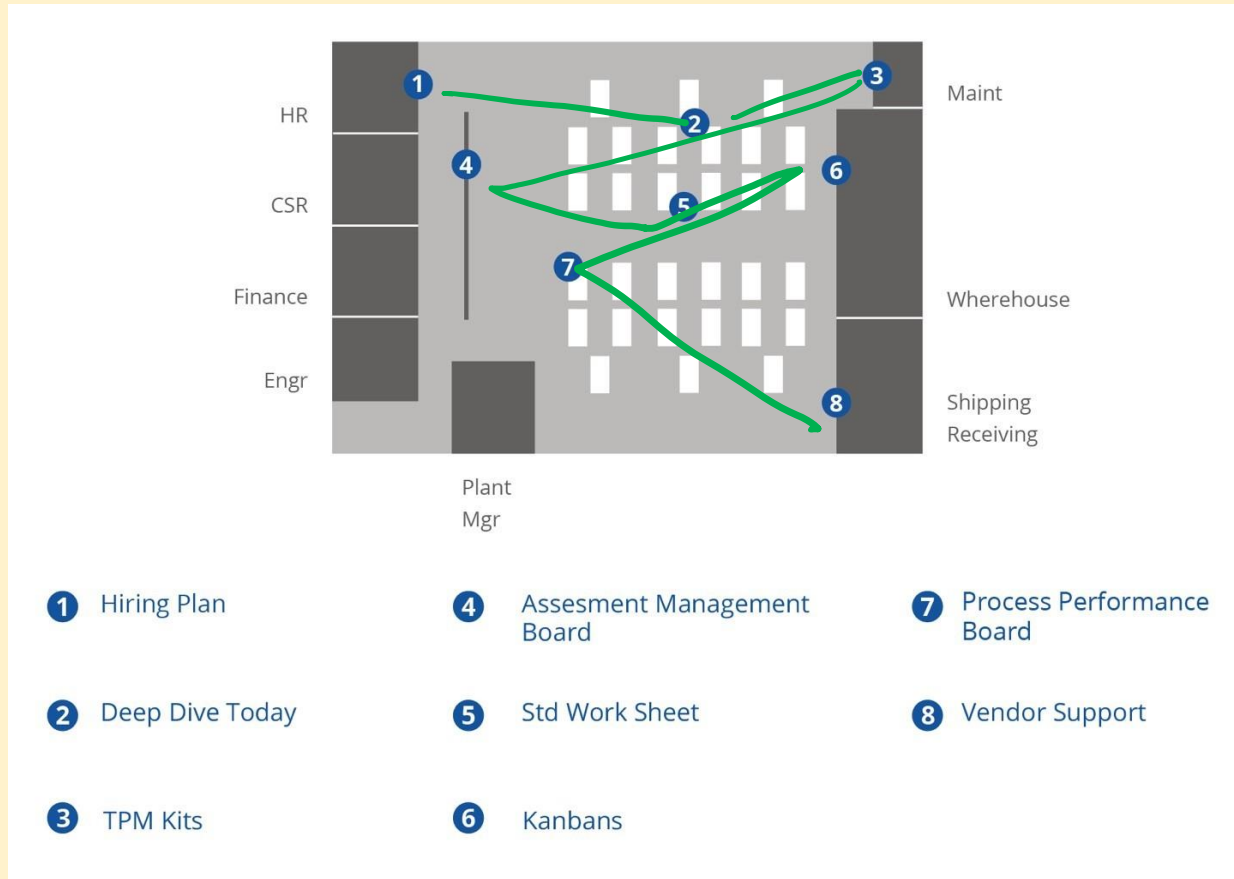 1
3
Maint
HR
2
4
6
CSR
5
7
Finance
Wherehouse
Engr
8
Shipping
Receiving
Plant
Mgr
1 Hiring Plan
4 Assesment Management
Board
7 Process Performance
Board
2 Deep Dive Today
5 Std Work Sheet
8 Vendor Support
3 TPM Kits
6 Kanbans